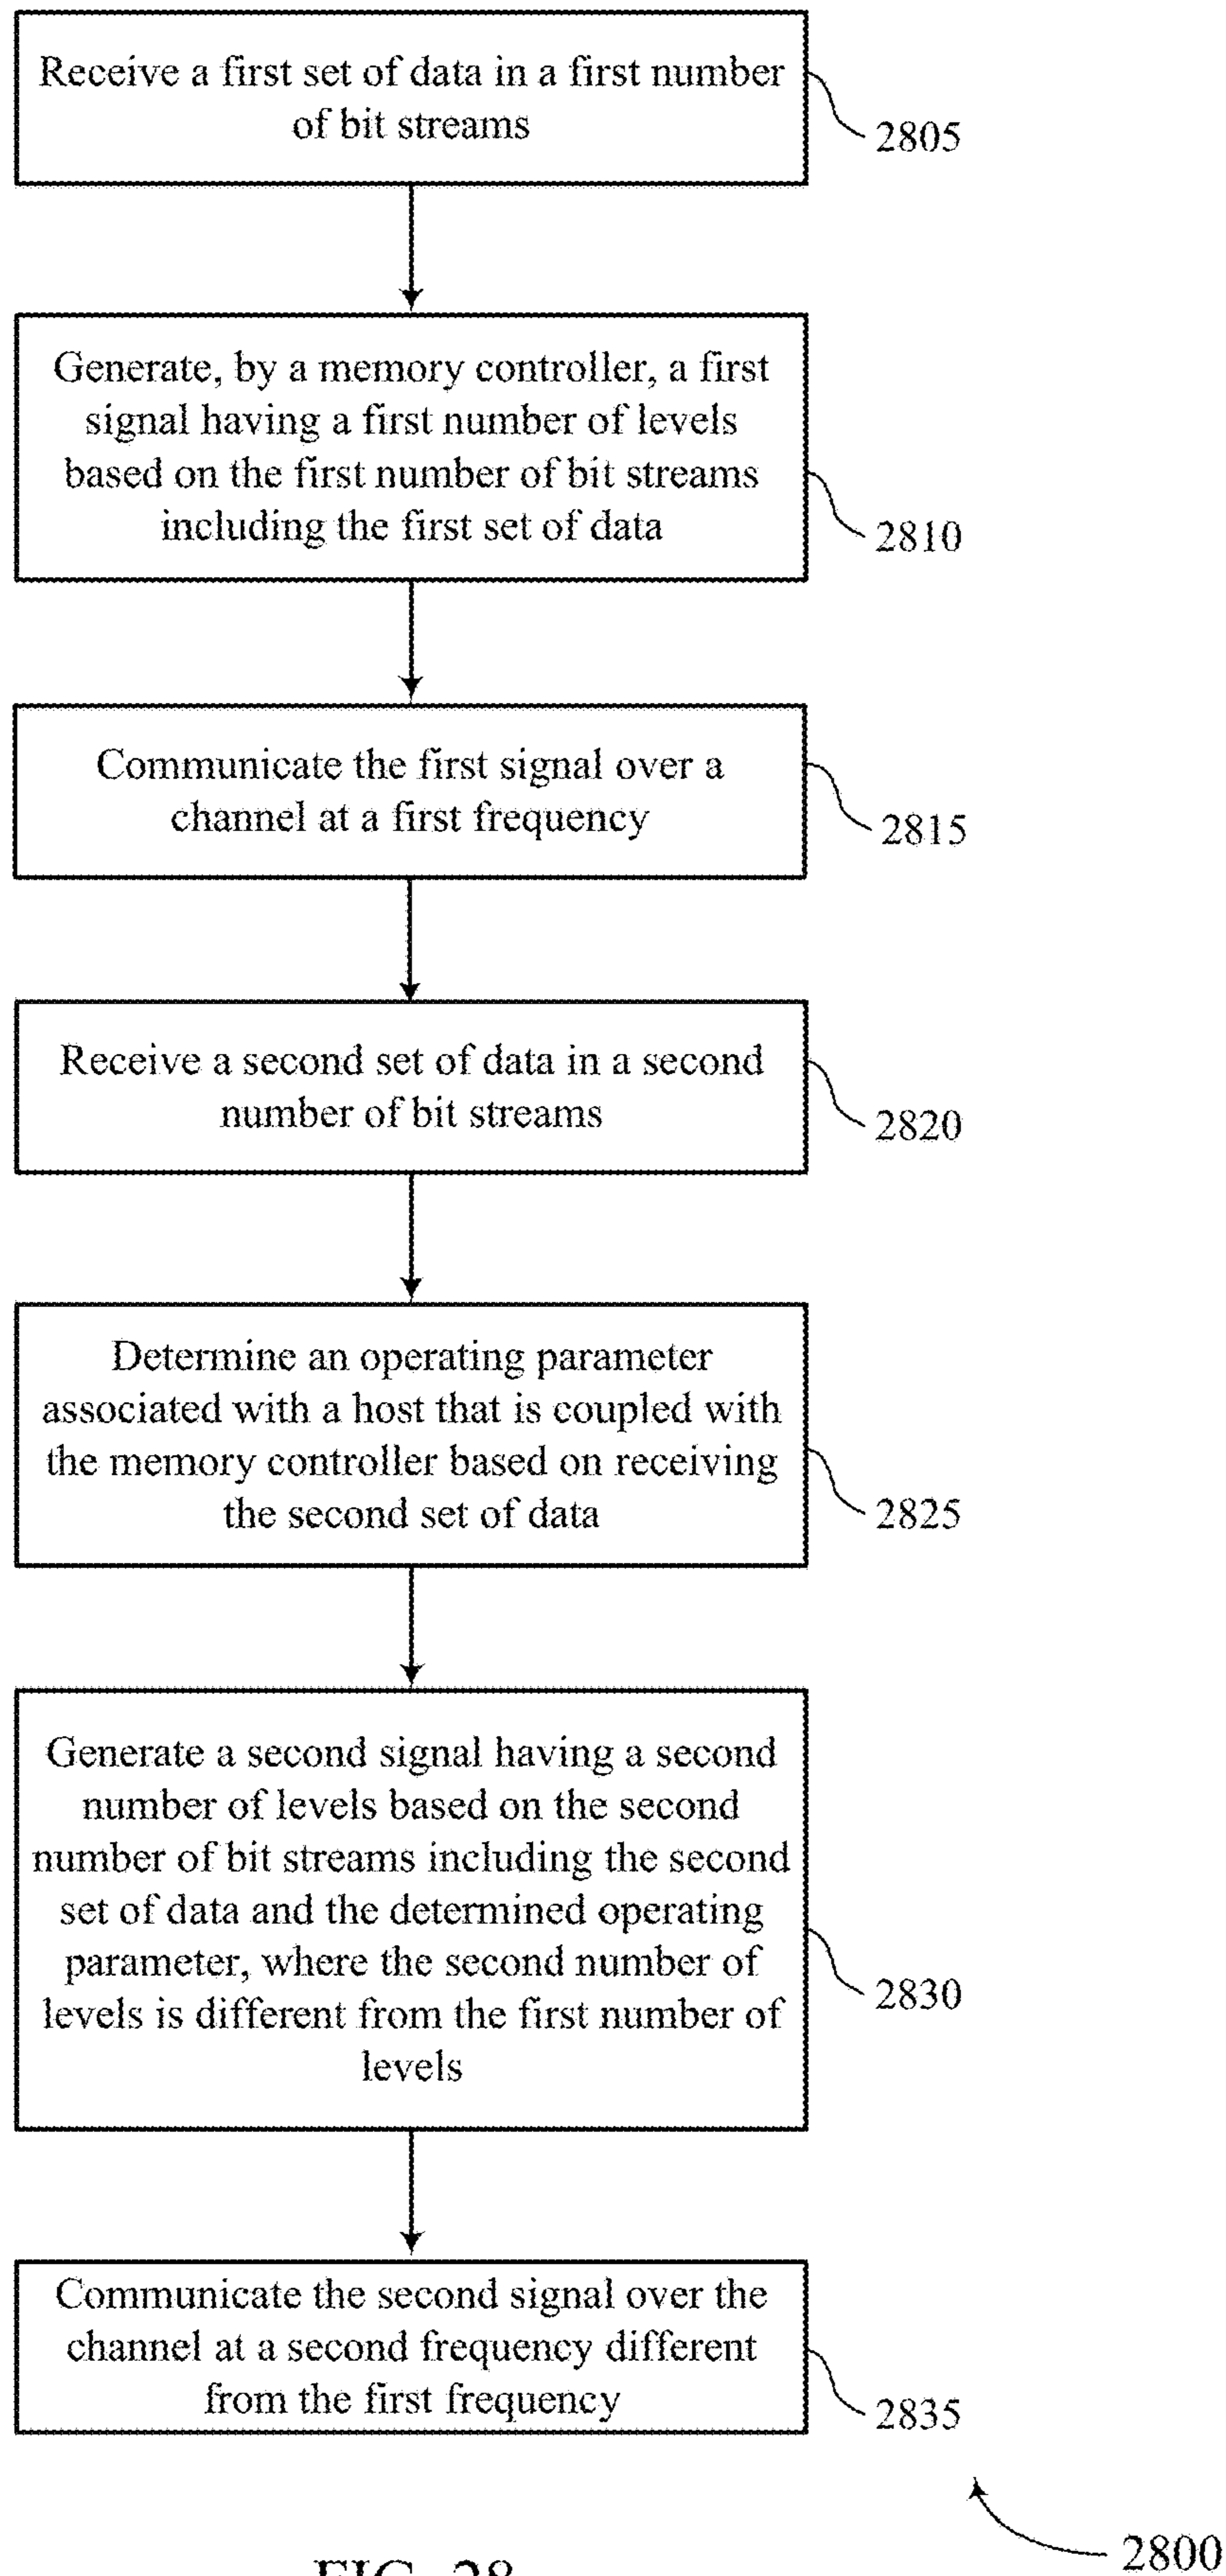 Receive a first set of data in a first number
of bit streams
2805
Generate, by a memory controller, a first
signal having a first number of levels
based on the first number of bit streams
including the first set of data
2810
Communicate the first signal over a
channel at a first frequency
2815
Receive a second set of data in a second
number of bit streams
2820
Determine an operating parameter
associated with a host that is coupled with
the memory controller based on receiving
the second set of data
2825
Generate a second signal having a second
number of levels based on the second
number of bit streams including the second
set of data and the determined operating
parameter, where the second number of
levels is different from the first number of
levels
2830
Communicate the second signal over the
channel at a second frequency different
from the first frequency
2835
2800
FIG. 28